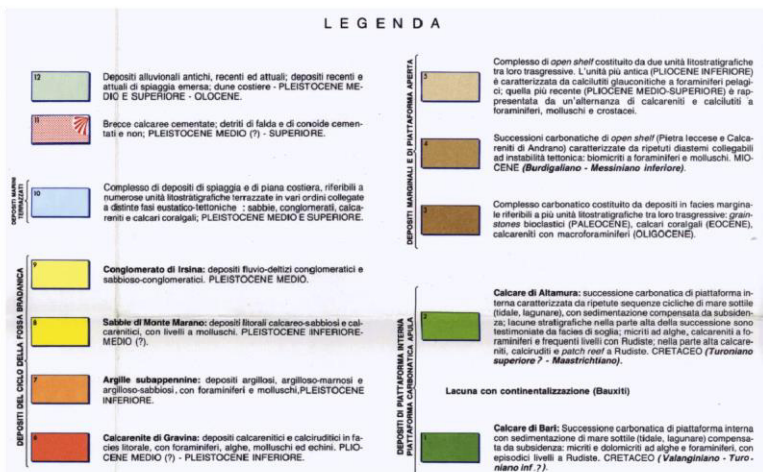 LEGENDA
12
Depositi alluvionali antichi, recenti ed attuali; depositi recenti e
attuali di spiaggia emersa; dune costiere - PLEISTOCENE ME-
DIO E SUPERIORE - OLOCENE.
11
Brecce calcaree cementate; detriti di falda e di conoide cemen-
tati e non; PLEISTOCENE MEDIO (?) - SUPERIORE.
DEPOSITI MARINI
TERRAZZATI
10
Complesso di depositi di spiaggia e di piana costiera, riferibili a
numerose unità litostratigrafiche terrazzate in vari ordini collegate
a distinte fasi eustatico-tettoniche : sabbie, conglomerati, calca-
reniti e calcari coralgali; PLEISTOCENE MEDIO E SUPERIORE.
DEPOSITI DEL CICLO DELLA FOSSA BRADANICA
9
Conglomerato di Irsina: depositi fluvio-deltizi conglomeratici e
sabbioso-conglomeratici. PLEISTOCENE MEDIO.
8
Sabbie di Monte Marano: depositi litorali calcareo-sabbiosi e cal-
carenitici, con livelli a molluschi. PLEISTOCENE INFERIORE-
MEDIO (?).
7
Argille subappennine: depositi argillosi, argilloso-marnosi e
argilloso-sabbiosi, con foraminiferi e molluschi, PLEISTOCENE
INFERIORE.
6
Calcarenite di Gravina: depositi calcarenitici e calciruditici in fa-
cies litorale, con foraminiferi, alghe, molluschi ed echini. PLIO-
CENE MEDIO (?) - PLEISTOCENE INFERIORE.
DEPOSITI MARGINALI E DI PIATTAFORMA APERTA
5
Complesso di open shelf costituito da due unità litostratigrafiche
tra loro trasgressive. L'unità più antica (PLIOCENE INFERIORE)
è caratterizzata da calcilutiti glauconitiche a foraminiferi pelagi-
ci; quella più recente (PLIOCENE MEDIO-SUPERIORE) è rap-
presentata da un'alternanza di calcareniti e calcilutiti a
foraminiferi, molluschi e crostacei.
4
Successioni carbonatiche di open shelf (Pietra leccese e Calca-
reniti di Andrano) caratterizzate da ripetuti diastemi collegabili
ad instabilità tettonica: biomicriti a foraminiferi e molluschi. MIO-
CENE (Burdigaliano - Messiniano inferiore).
3
Complesso carbonatico costituito da depositi in facies margina-
le riferibili a più unità litostratigrafiche tra loro trasgressive: grain-
stones bioclastici (PALEOCENE), calcari coralgali (EOCENE),
calcareniti con macroforaminiferi (OLIGOCENE).
DEPOSITI DI PIATTAFORMA INTERNA
PIATTAFORMA CARBONATICA APULA
2
Calcare di Altamura: successione carbonatica di piattaforma in-
terna caratterizzata da ripetute sequenze cicliche di mare sottile
(tidale, lagunare), con sedimentazione compensata da subsiden-
za; lacune stratigrafiche nella parte alta della successione sono
testimoniate da facies di soglia; micriti ad alghe, calcareniti a fo-
raminiferi e frequenti livelli con Rudiste; nella parte alta calcare-
niti, calciruditi e patch reef a Rudiste. CRETACEO (Turoniano
superiore ? - Maastrichtiano).
Lacuna con continentalizzazione (Bauxiti)
1
Calcare di Bari: Successione carbonatica di piattaforma interna
con sedimentazione di mare sottile (tidale, lagunare) compensa-
ta da subsidenza: micriti e dolomicriti ad alghe e foraminiferi, con
episodici livelli a Rudiste. CRETACEO (Valanginiano - Turo-
niano inf. ?).